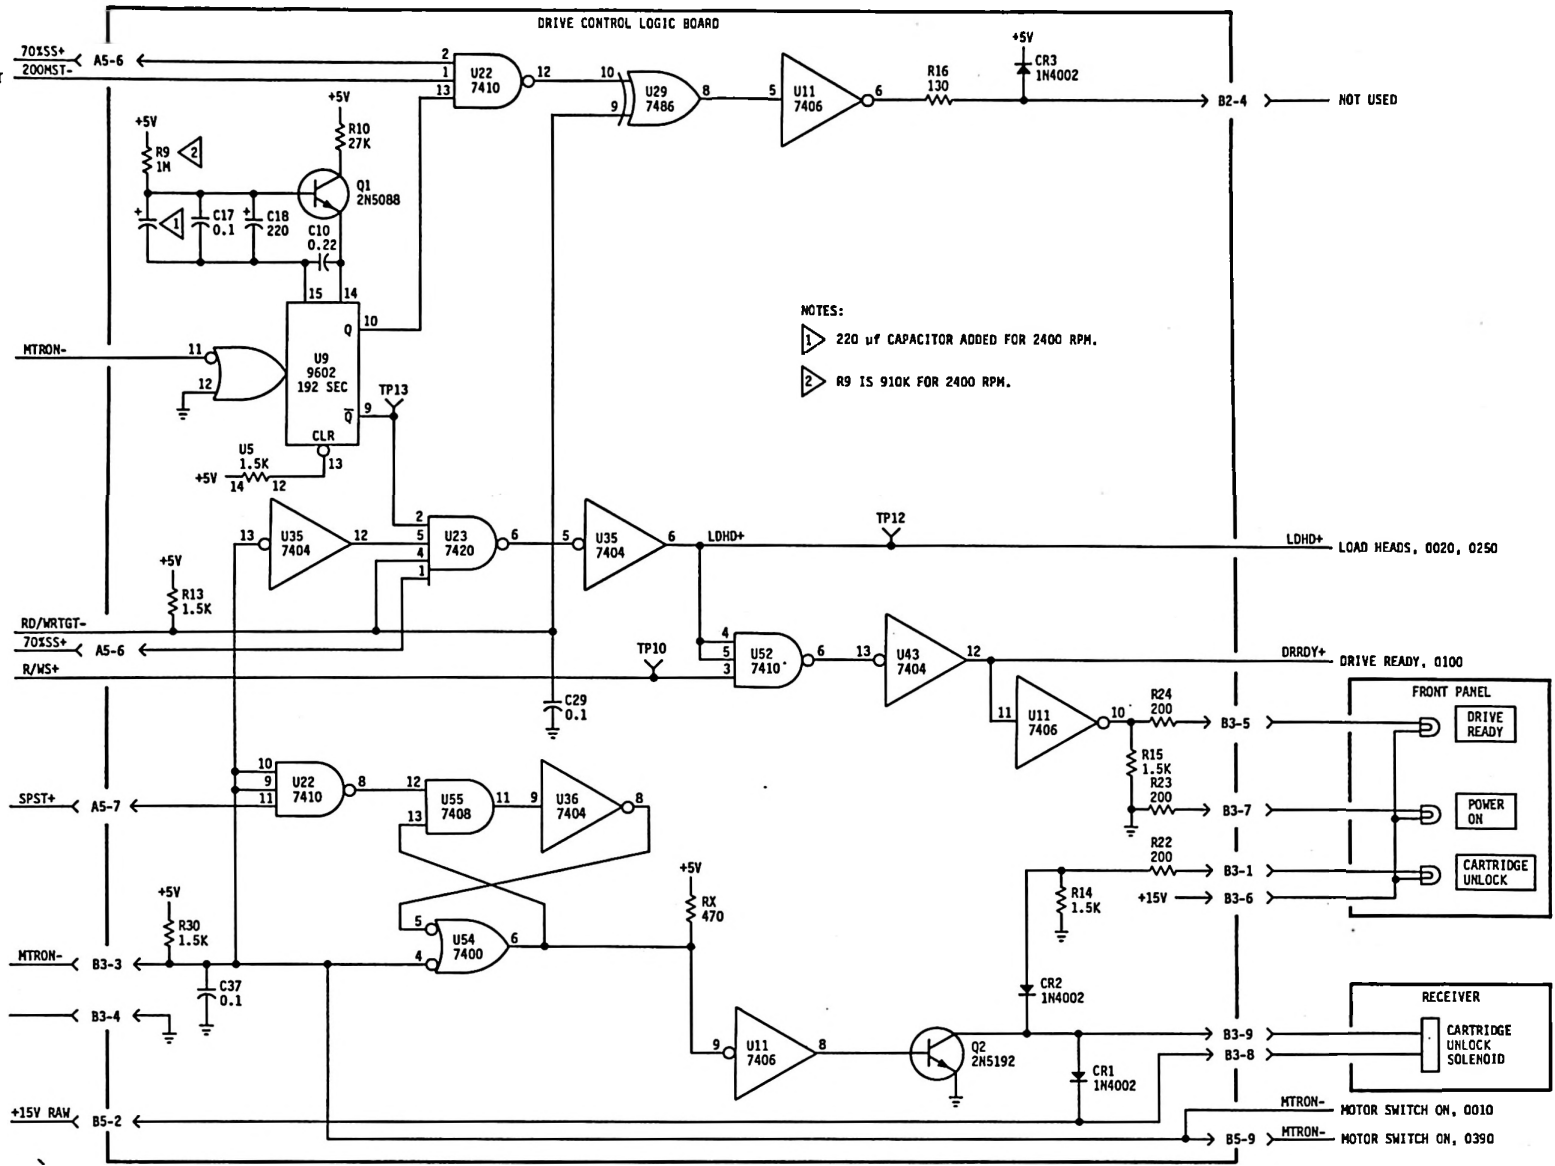 DRIVE CONTROL LOGIC BOARD
70%SS+ A5-6
200MST-
2
1
13
U22
7410
12
10
9
U29
7486
8
5
U11
7406
6
R16
130
+5V
CR3
1N4002
B2-4
NOT USED
+5V
R9
1M
2
+5V
R10
27K
Q1
2N5088
+
1
C17
0.1
+
C18
220
C10
0.22
15
14
MTRON-
11
12
U9
9602
192 SEC
Q
10
Q
9
CLR
13
TP13
U5
1.5K
+5V
14
12
NOTES:
1 220 µf CAPACITOR ADDED FOR 2400 RPM.
2 R9 IS 910K FOR 2400 RPM.
13
U35
7404
12
2
5
4
1
U23
7420
6
5
U35
7404
6
LDHD+
TP12
LDHD+
LOAD HEADS, 0020, 0250
+5V
R13
1.5K
RD/WRTGT-
70%SS+ A5-6
R/WS+
TP10
4
5
3
U52
7410
6
13
U43
7404
12
DRRDY+
DRIVE READY, 0100
C29
0.1
11
U11
7406
10
R24
200
B3-5
R15
1.5K
R23
200
B3-7
R22
200
B3-1
R14
1.5K
+15V
B3-6
FRONT PANEL
DRIVE
READY
POWER
ON
CARTRIDGE
UNLOCK
SPST+ A5-7
10
9
11
U22
7410
8
12
13
U55
7408
11
9
U36
7404
8
+5V
R30
1.5K
5
4
U54
7400
6
+5V
RX
470
MTRON- B3-3
C37
0.1
B3-4
9
U11
7406
8
Q2
2N5192
CR2
1N4002
CR1
1N4002
B3-9
B3-8
RECEIVER
CARTRIDGE
UNLOCK
SOLENOID
+15V RAW B5-2
MTRON-
MOTOR SWITCH ON, 0010
B5-9
MTRON-
MOTOR SWITCH ON, 0390